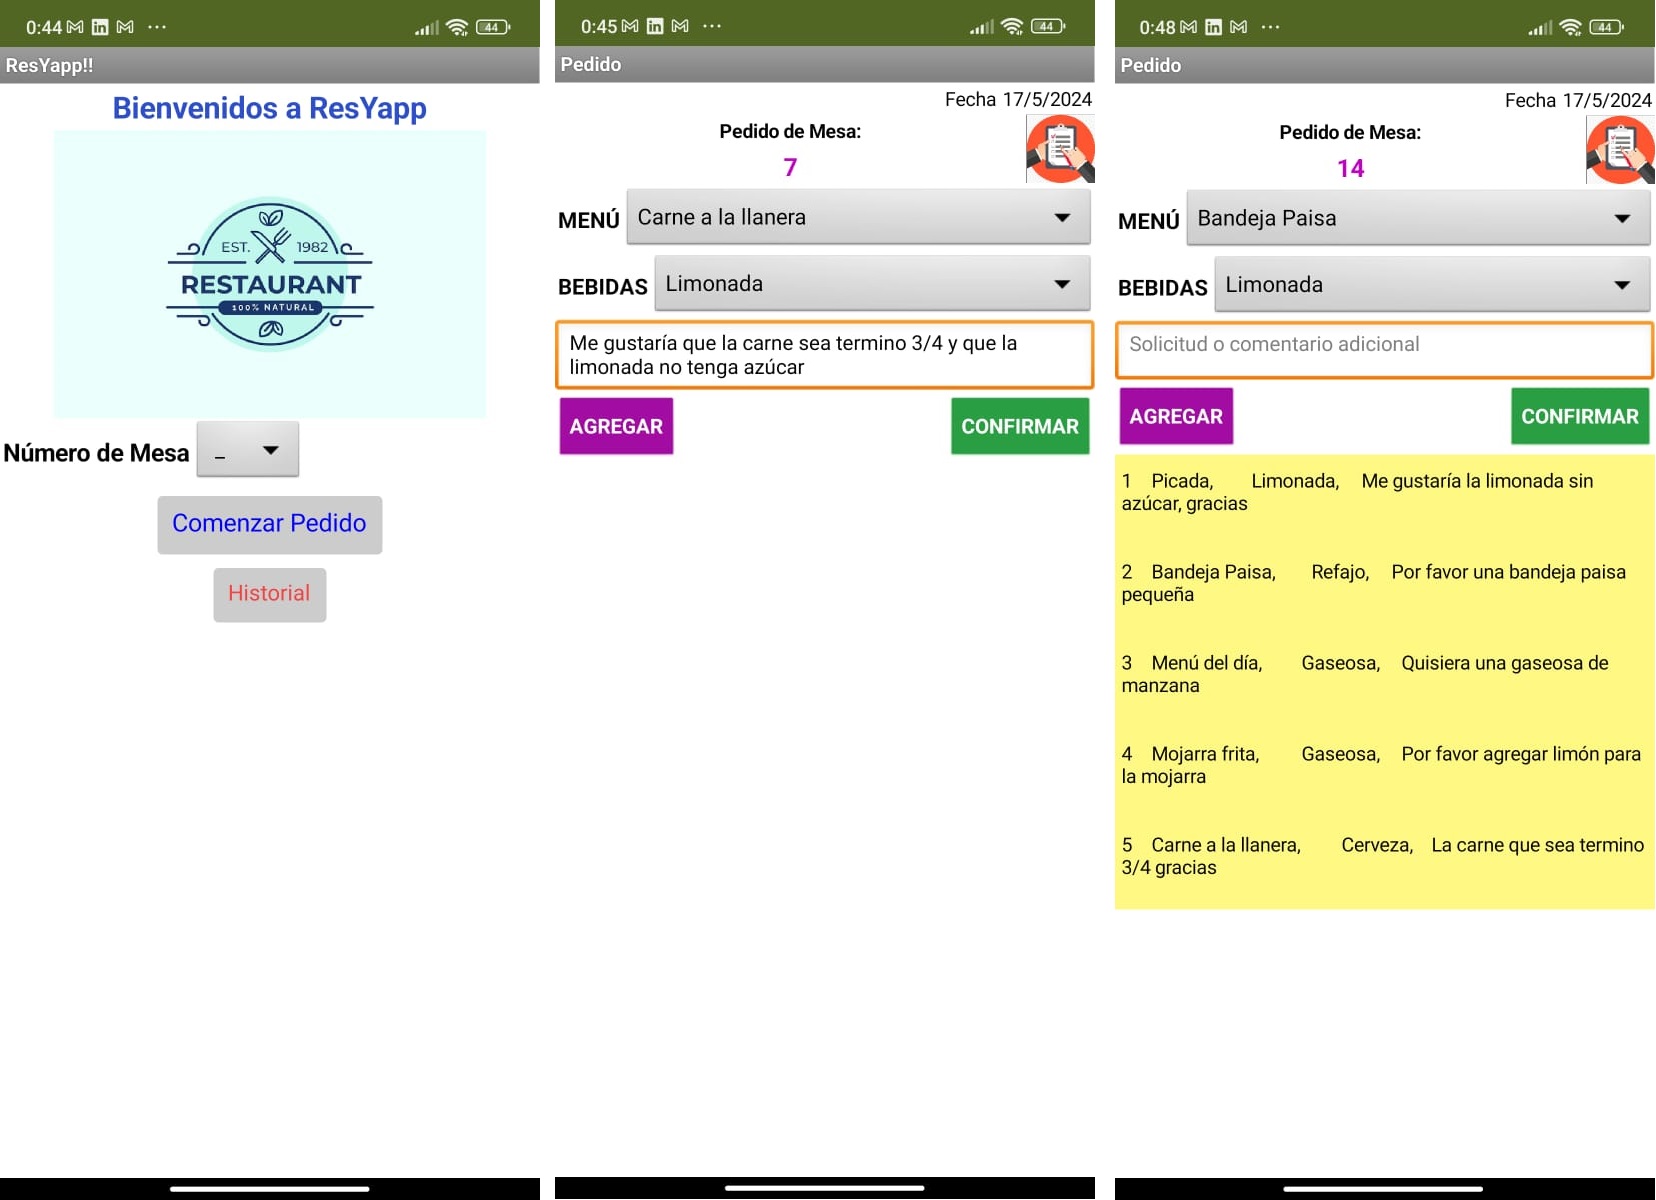 0:44
44
ResYapp!!
Bienvenidos a ResYapp
EST. 1982
RESTAURANT
100% NATURAL
Número de Mesa _
Comenzar Pedido
Historial
0:45
44
Pedido
Fecha 17/5/2024
Pedido de Mesa:
7
MENÚ Carne a la llanera
BEBIDAS Limonada
Me gustaría que la carne sea termino 3/4 y que la
limonada no tenga azúcar
AGREGAR CONFIRMAR
0:48
44
Pedido
Fecha 17/5/2024
Pedido de Mesa:
14
MENÚ Bandeja Paisa
BEBIDAS Limonada
Solicitud o comentario adicional
AGREGAR CONFIRMAR
1 Picada, Limonada, Me gustaría la limonada sin
azúcar, gracias
2 Bandeja Paisa, Refajo, Por favor una bandeja paisa
pequeña
3 Menú del día, Gaseosa, Quisiera una gaseosa de
manzana
4 Mojarra frita, Gaseosa, Por favor agregar limón para
la mojarra
5 Carne a la llanera, Cerveza, La carne que sea termino
3/4 gracias